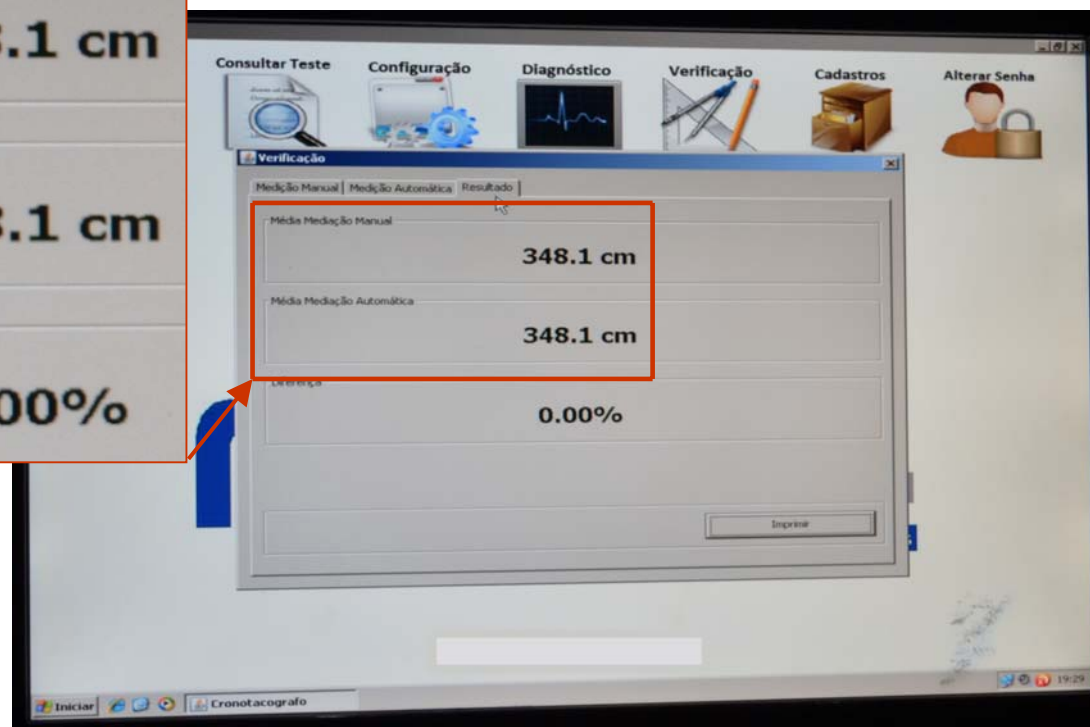 .1 cm
.1 cm
00%
Consultar Teste
Configuração
Diagnóstico
Verificação
Cadastros
Alterar Senha
Verificação
Medição Manual
Medição Automática
Resultado
Média Mediação Manual
348.1 cm
Média Mediação Automática
348.1 cm
Diferença
0.00%
Imprimir
Iniciar
Cronotacografo
19:29